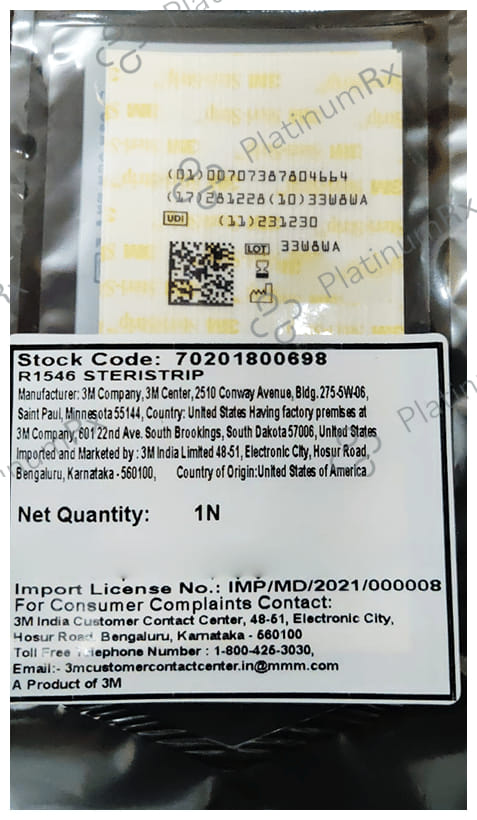 PlatinumRx
(01)00707387804664
(17)281228(10)33W8WA
UDI (11)231230
LOT 33W8WA
PlatinumRx
Stock Code: 70201800698
R1546 STERISTRIP
Manufacturer: 3M Company, 3M Center, 2510 Conway Avenue, Bldg. 275-5W-06,
Saint Paul, Minnesota 55144, Country: United States Having factory premises at
3M Company, 601 22nd Ave. South Brookings, South Dakota 57006, United States
Imported and Marketed by : 3M India Limited 48-51, Electronic City, Hosur Road,
Bengaluru, Karnataka - 560100, Country of Origin:United States of America
Net Quantity: 1N
Import License No.: IMP/MD/2021/000008
For Consumer Complaints Contact:
3M India Customer Contact Center, 48-51, Electronic City,
Hosur Road, Bengaluru, Karnataka - 560100
Toll Free Telephone Number : 1-800-425-3030,
Email:- 3mcustomercontactcenter.in@mmm.com
A Product of 3M